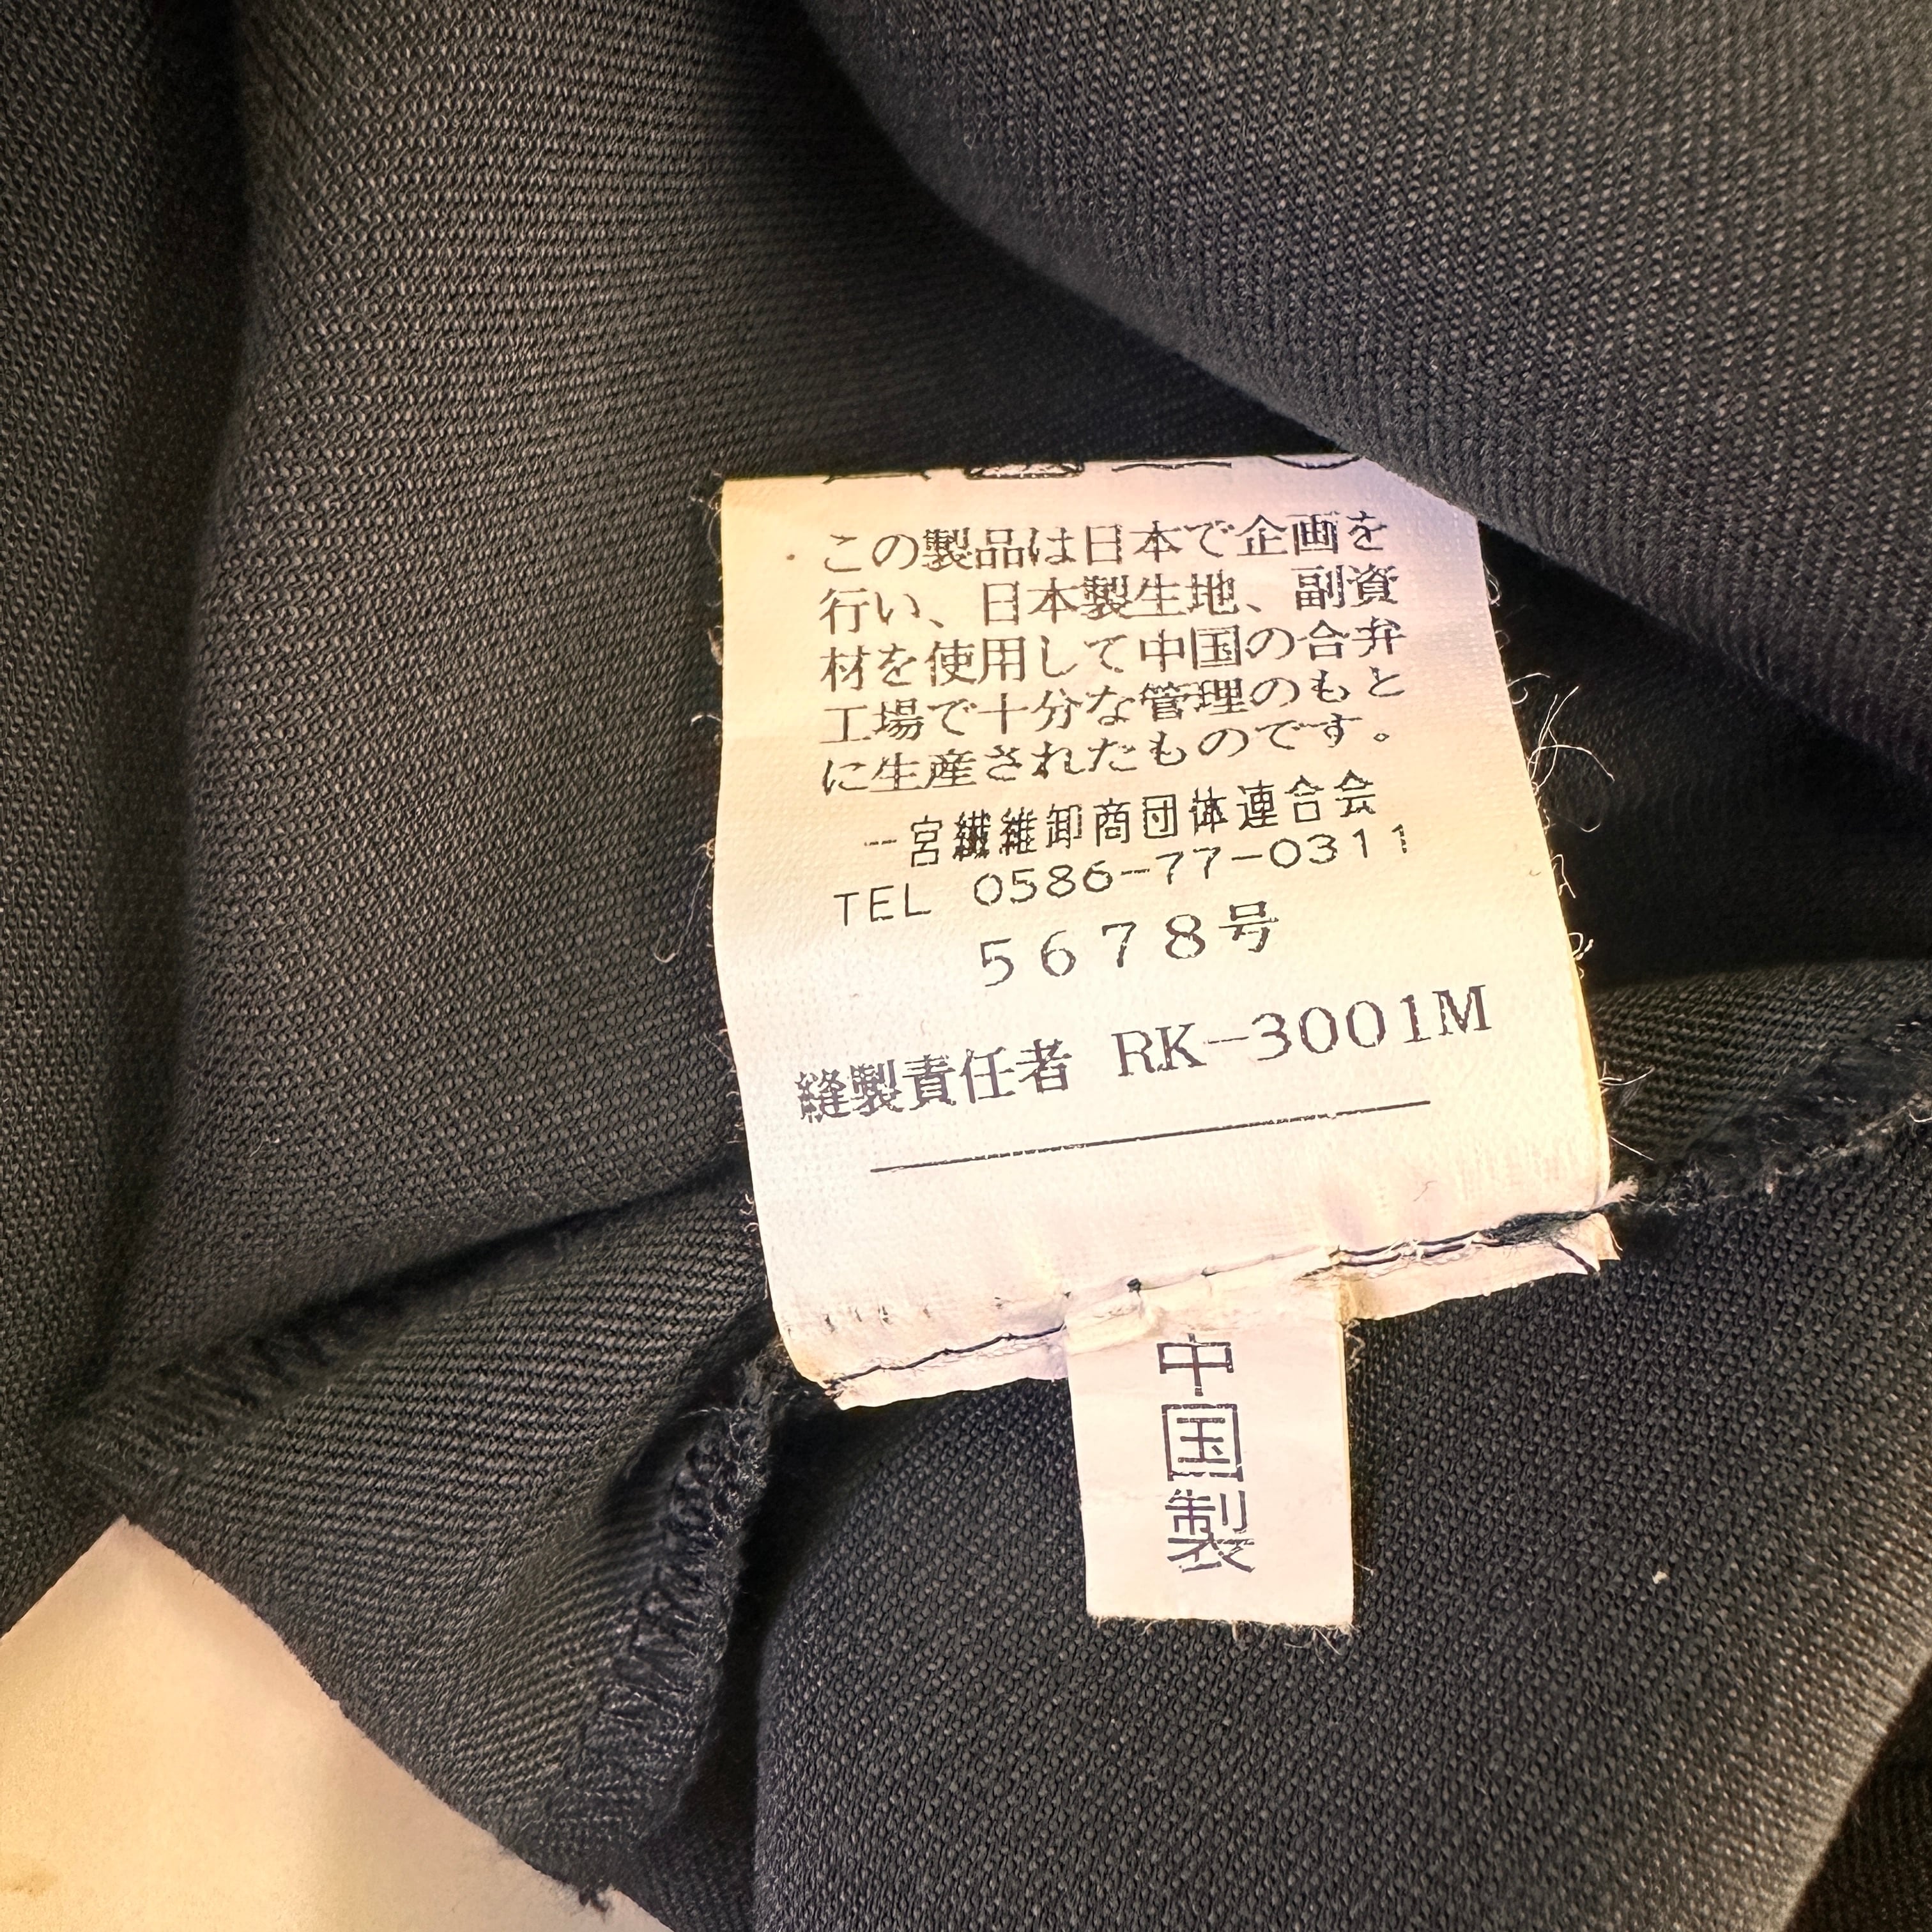 この製品は日本で企画を
行い、日本製生地、副資
材を使用して中国の合弁
工場で十分な管理のもと
に生産されたものです。
一宮繊維卸商団体連合会
TEL 0586-77-0311
5678号
縫製責任者 RK-3001M
中国製